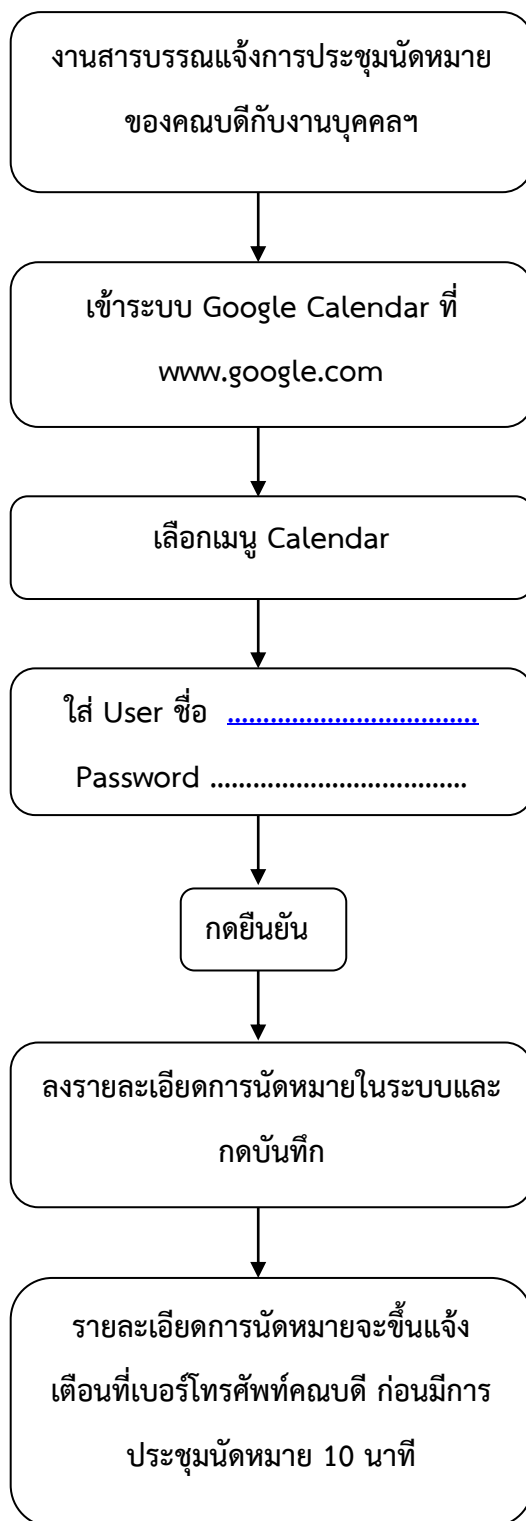 งานสารบรรณแจ้งการประชุมนัดหมาย
ของคณบดีกับงานบุคคลฯ
เข้าระบบ Google Calendar ที่
www.google.com
เลือกเมนู Calendar
ใส่ User ชื่อ ...................................
Password ....................................
กดยืนยัน
ลงรายละเอียดการนัดหมายในระบบและ
กดบันทึก
รายละเอียดการนัดหมายจะขึ้นแจ้ง
เตือนที่เบอร์โทรศัพท์คณบดี ก่อนมีการ
ประชุมนัดหมาย 10 นาที